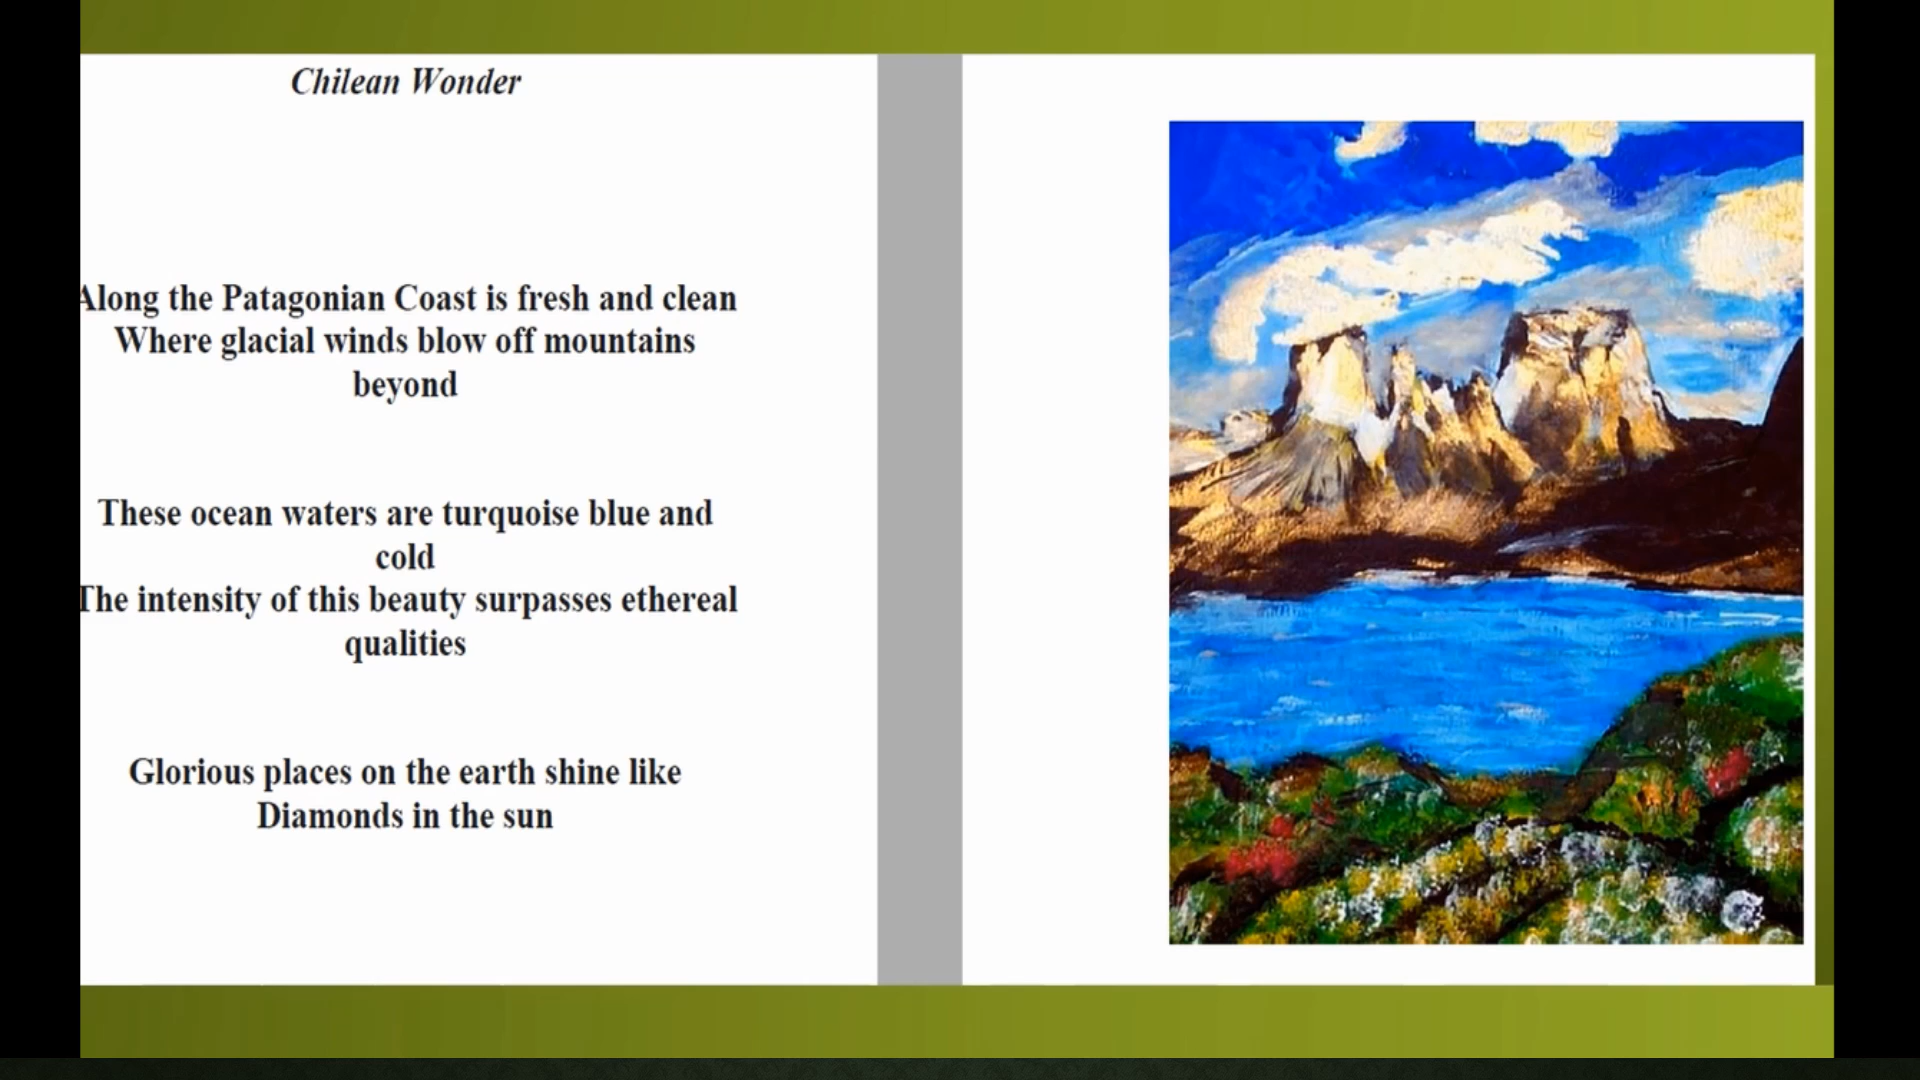 Chilean Wonder
Along the Patagonian Coast is fresh and clean
Where glacial winds blow off mountains
beyond
These ocean waters are turquoise blue and
cold
The intensity of this beauty surpasses ethereal
qualities
Glorious places on the earth shine like
Diamonds in the sun